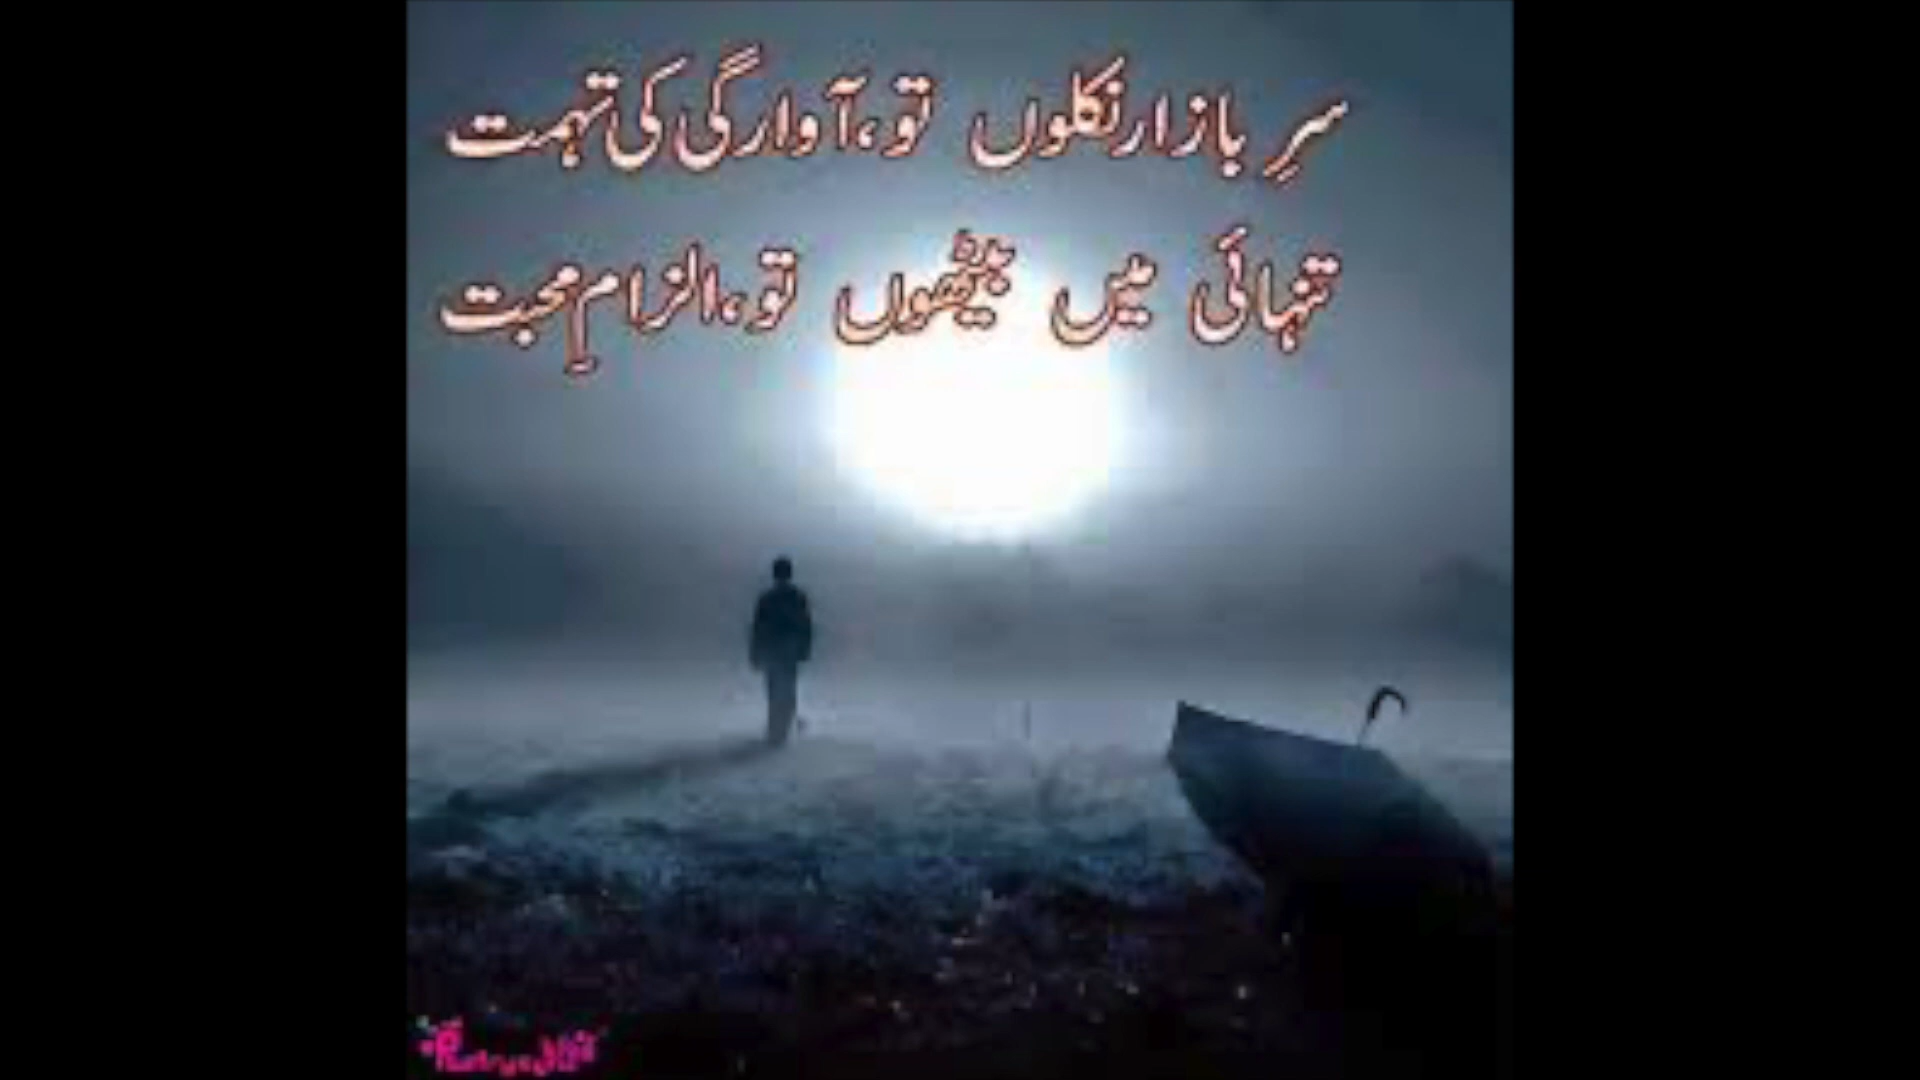 سرِ بازار نکلوں تو، آوارگی کی تہمت
تنہائی میں بیٹھوں تو، الزامِ محبت